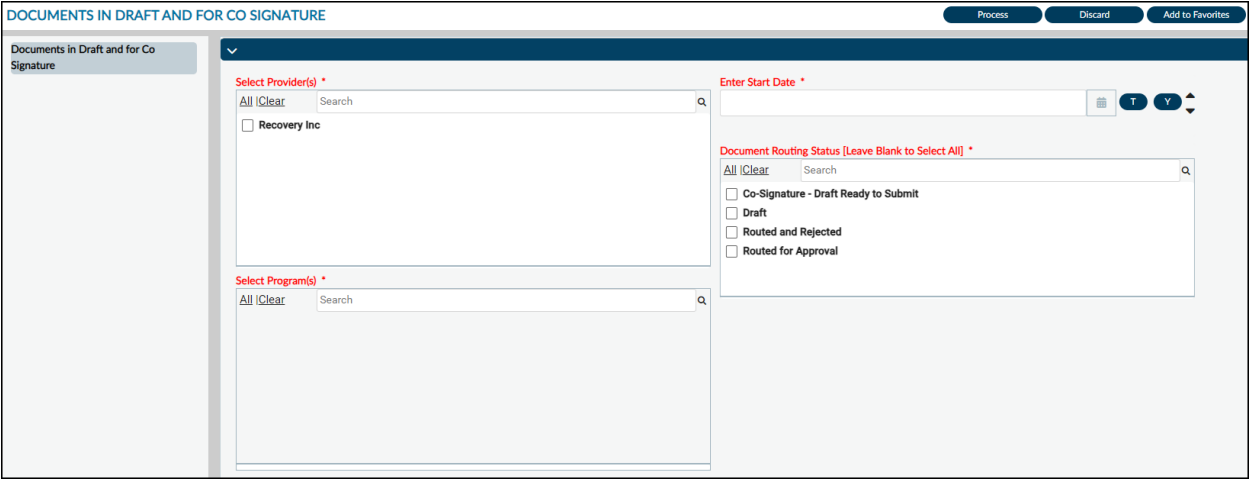 DOCUMENTS IN DRAFT AND FOR CO SIGNATURE
Process
Discard
Add to Favorites
Documents in Draft and for Co
Signature
Select Provider(s) *
All |Clear
Search
Recovery Inc
Enter Start Date *
T
Y
Document Routing Status [Leave Blank to Select All] *
All |Clear
Search
Co-Signature - Draft Ready to Submit
Draft
Routed and Rejected
Routed for Approval
Select Program(s) *
All |Clear
Search